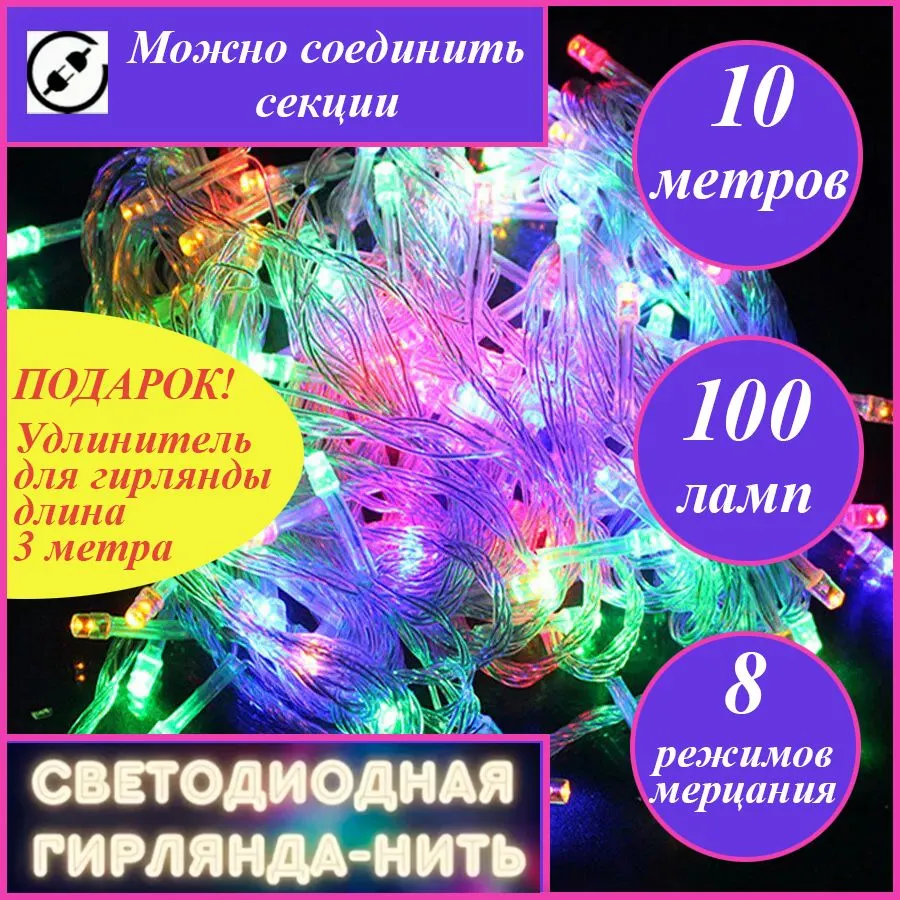 Можно соединить
секции
10
метров
ПОДАРОК!
Удлинитель
для гирлянды
длина
3 метра
100
ламп
8
режимов
мерцания
СВЕТОДИОДНАЯ
ГИРЛЯНДА-НИТЬ